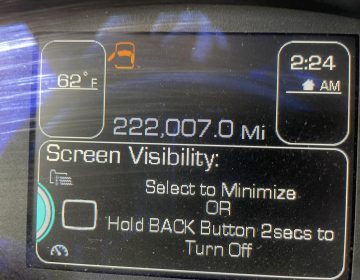 62° F
2:24
AM
222,007.0 Mi
Screen Visibility:
Select to Minimize
OR
Hold BACK Button 2secs to
Turn Off